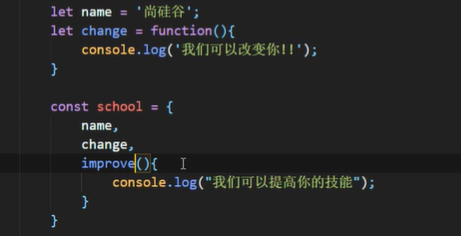 let name = '尚硅谷';
let change = function(){
console.log('我们可以改变你!!');
}
const school = {
name,
change,
improve(){
console.log("我们可以提高你的技能");
}
}